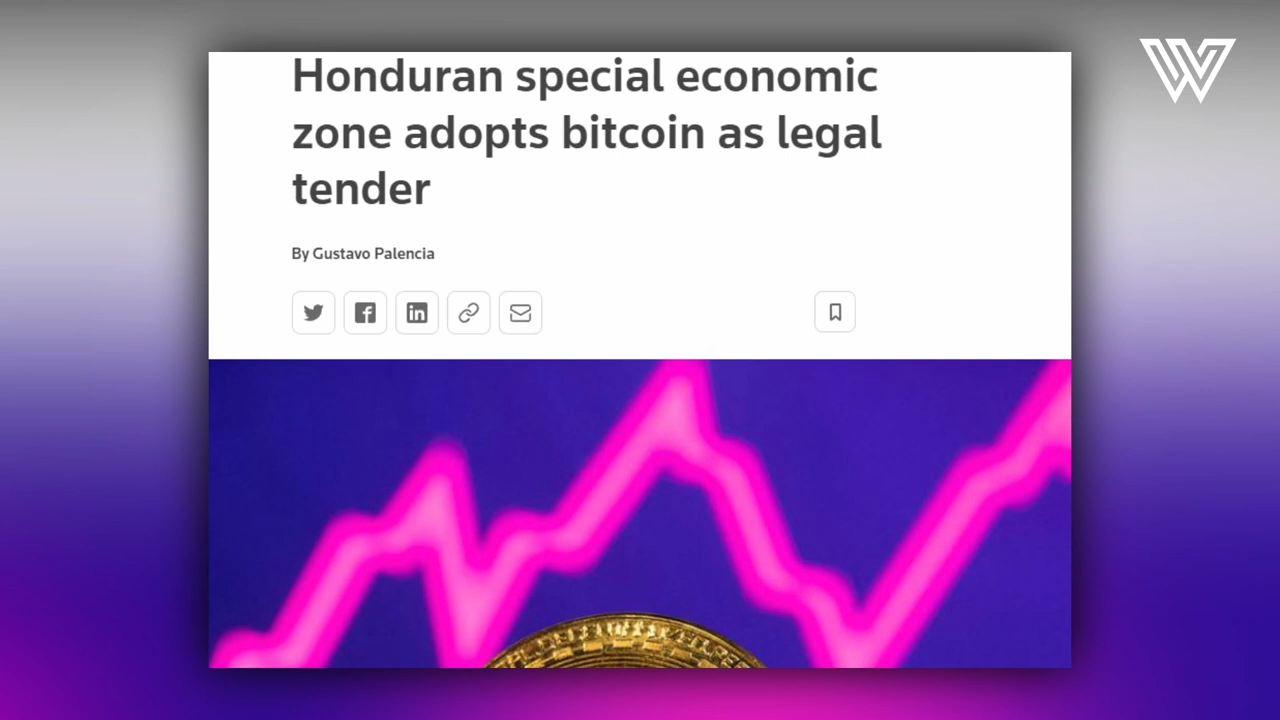 Honduran special economic
zone adopts bitcoin as legal
tender
By Gustavo Palencia